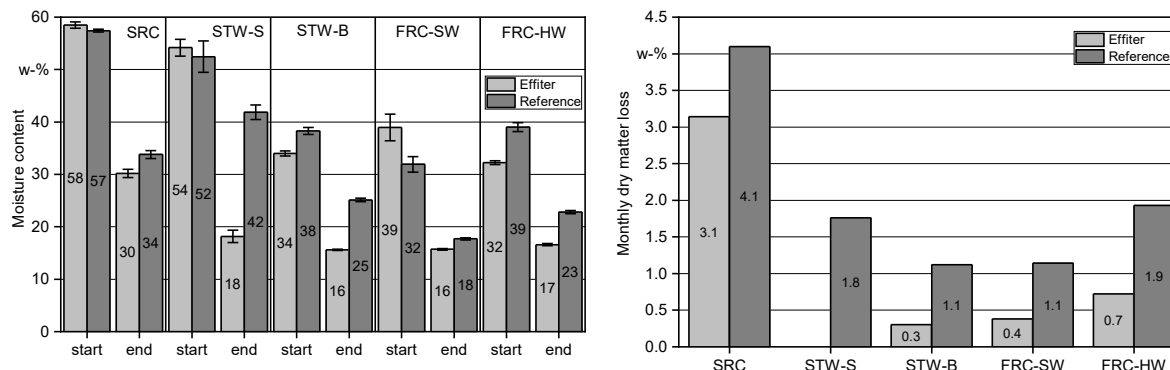 60
SRC
STW-S
STW-B
FRC-SW
FRC-HW
w-%
Effiter
Reference
40
30
20
10
0
Moisture content
58
57
30
34
54
52
18
42
34
38
16
25
39
32
16
18
32
39
17
23
start
end
start
end
start
end
start
end
start
end
4.5
w-%
3.5
3.0
2.5
2.0
1.5
1.0
0.5
0.0
Monthly dry matter loss
Effiter
Reference
3.1
4.1
1.8
0.3
1.1
0.4
1.1
0.7
1.9
SRC
STW-S
STW-B
FRC-SW
FRC-HW